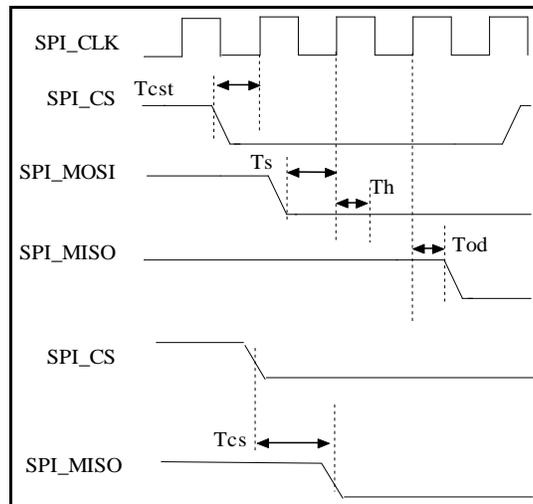 SPI_CLK
Tcst
SPI_CS
Ts
SPI_MOSI
Th
Tod
SPI_MISO
SPI_CS
Tcs
SPI_MISO